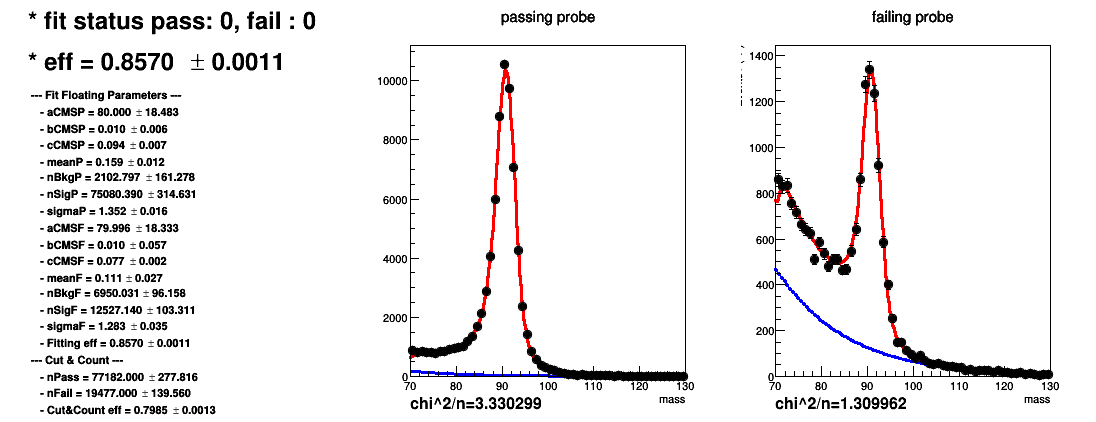 * fit status pass: 0, fail : 0
* eff = 0.8570 ± 0.0011
--- Fit Floating Parameters ---
- aCMSP = 80.000 ± 18.483
- bCMSP = 0.010 ± 0.006
- cCMSP = 0.094 ± 0.007
- meanP = 0.159 ± 0.012
- nBkgP = 2102.797 ± 161.278
- nSigP = 75080.390 ± 314.631
- sigmaP = 1.352 ± 0.016
- aCMSF = 79.996 ± 18.333
- bCMSF = 0.010 ± 0.057
- cCMSF = 0.077 ± 0.002
- meanF = 0.111 ± 0.027
- nBkgF = 6950.031 ± 96.158
- nSigF = 12527.140 ± 103.311
- sigmaF = 1.283 ± 0.035
- Fitting eff = 0.8570 ± 0.0011
--- Cut & Count ---
- nPass = 77182.000 ± 277.816
- nFail = 19477.000 ± 139.560
- Cut&Count eff = 0.7985 ± 0.0013
passing probe
10000
8000
6000
4000
2000
0
70 80 90 100 110 120 130
mass
chi^2/n=3.330299
failing probe
1400
1200
1000
800
600
400
200
0
70 80 90 100 110 120 130
mass
chi^2/n=1.309962